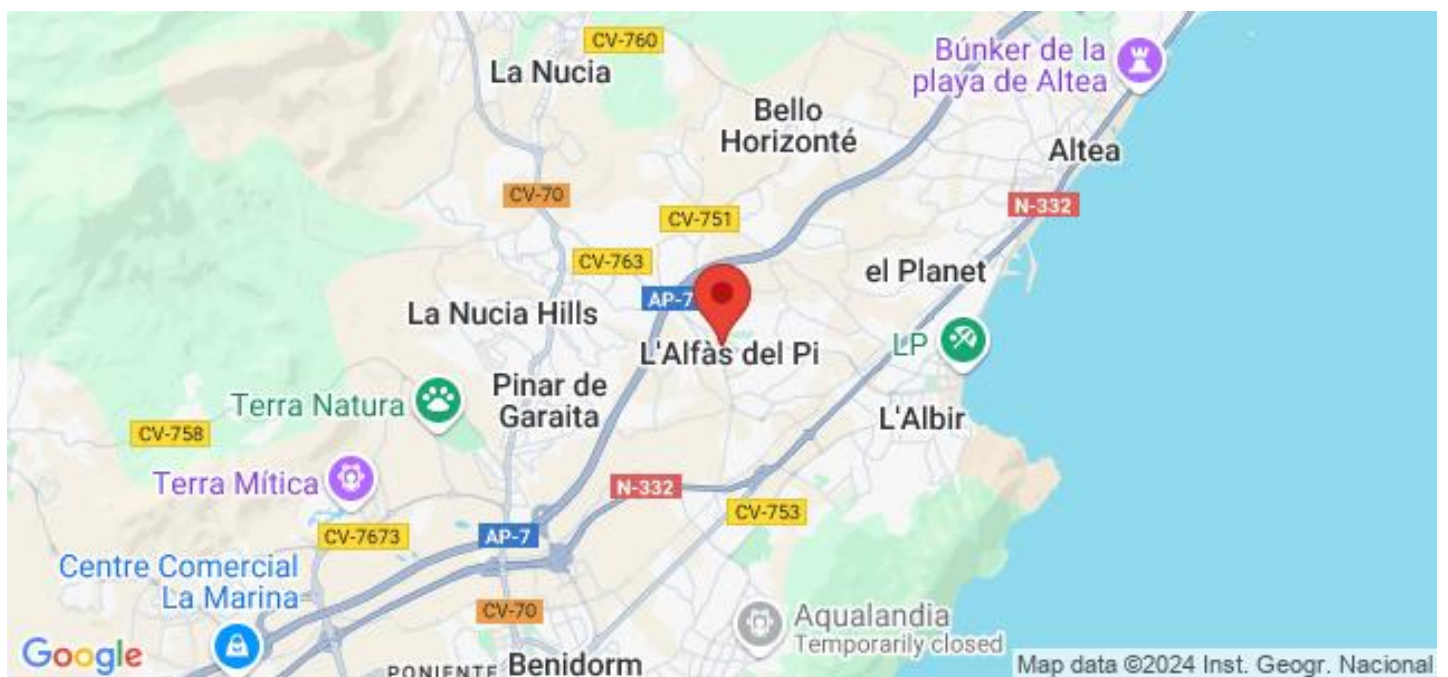 CV-760
Búnker de la
playa de Altea
La Nucia
Bello
Horizonté
Altea
CV-70
N-332
CV-751
CV-763
el Planet
AP-7
La Nucia Hills
LP
L'Alfàs del Pi
Pinar de
Garaita
Terra Natura
L'Albir
CV-758
Terra Mítica
N-332
CV-753
CV-7673
AP-7
Centre Comercial
La Marina
CV-70
Aqualandia
Temporarily closed
Google
PONIENTE
Benidorm
Map data ©2024 Inst. Geogr. Nacional